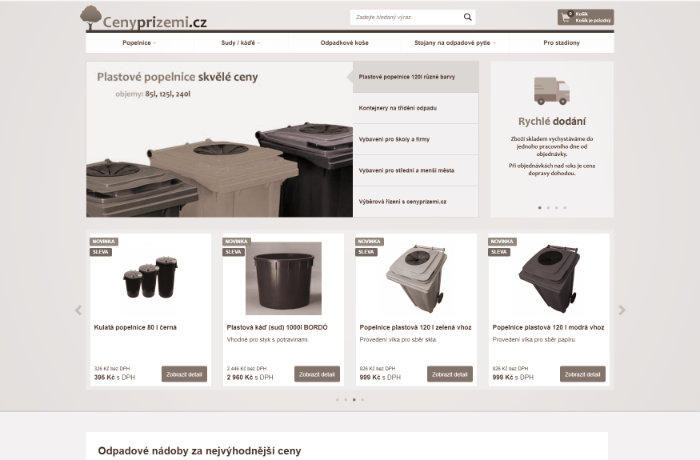 Cenyprizemi.cz
Zadejte hledaný výraz
0 Košík
Košík je prázdný
Popelnice
Sudy / kádě
Odpadkové koše
Stojany na odpadové pytle
Pro stadiony
Plastové popelnice skvělé ceny
objemy: 85l, 125l, 240l
Plastové popelnice 120l různé barvy
Kontejnery na třídění odpadu
Vybavení pro školy a firmy
Vybavení pro střední a menší města
Výběrová řízení s cenyprizemi.cz
Rychlé dodání
Zboží skladem vychystáváme do
jednoho pracovního dne od
objednávky.
Při objednávkách nad je cena
dopravy dohodou.
NOVINKA
SLEVA
Kulatá popelnice 80 l černá
326 Kč bez DPH
395 Kč s DPH
Zobrazit detail
NOVINKA
SLEVA
Plastová káď (sud) 1000l BORDÓ
Vhodné pro styk s potravinami.
2 446 Kč bez DPH
2 960 Kč s DPH
Zobrazit detail
NOVINKA
SLEVA
Popelnice plastová 120 l zelená vhoz
Provedení víka pro sběr skla.
826 Kč bez DPH
999 Kč s DPH
Zobrazit detail
NOVINKA
SLEVA
Popelnice plastová 120 l modrá vhoz
Provedení víka pro sběr papíru.
826 Kč bez DPH
999 Kč s DPH
Zobrazit detail
Odpadové nádoby za nejvýhodnější ceny